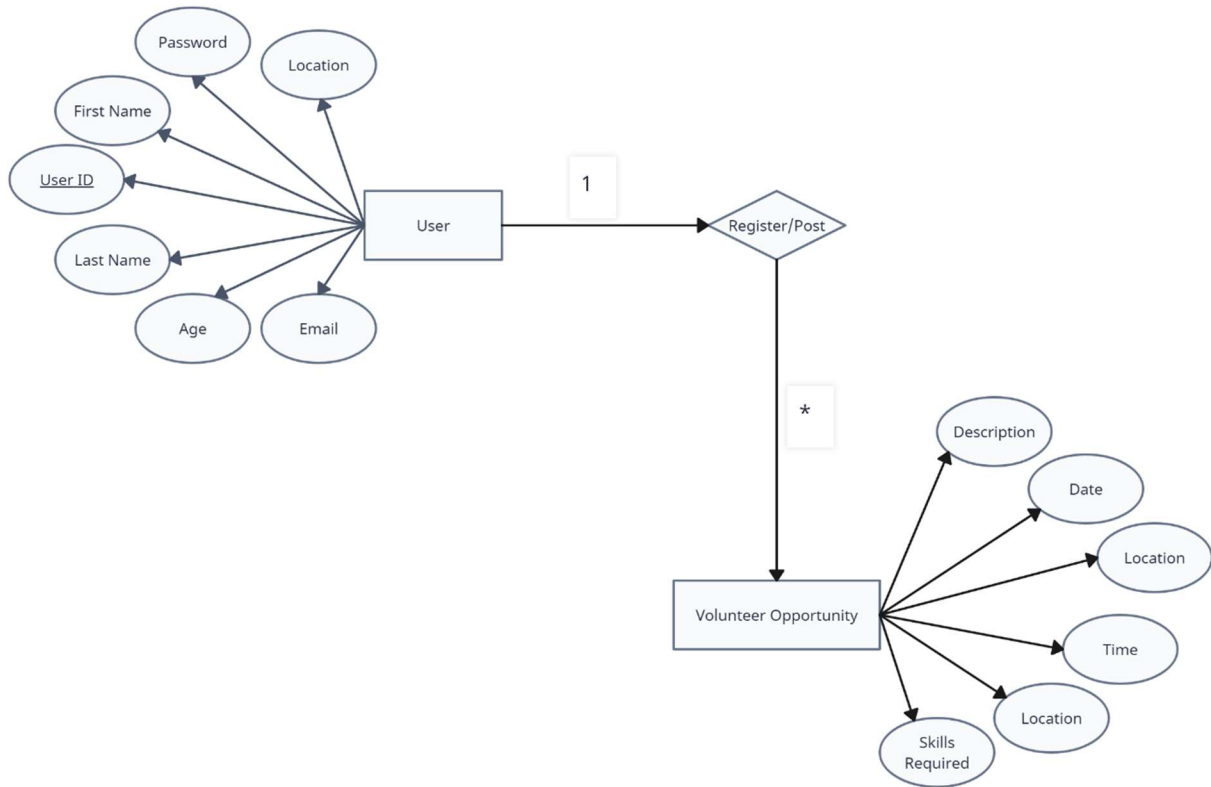 Password
Location
First Name
User ID
Last Name
Age
Email
User
1
Register/Post
*
Volunteer Opportunity
Description
Date
Location
Time
Location
Skills
Required